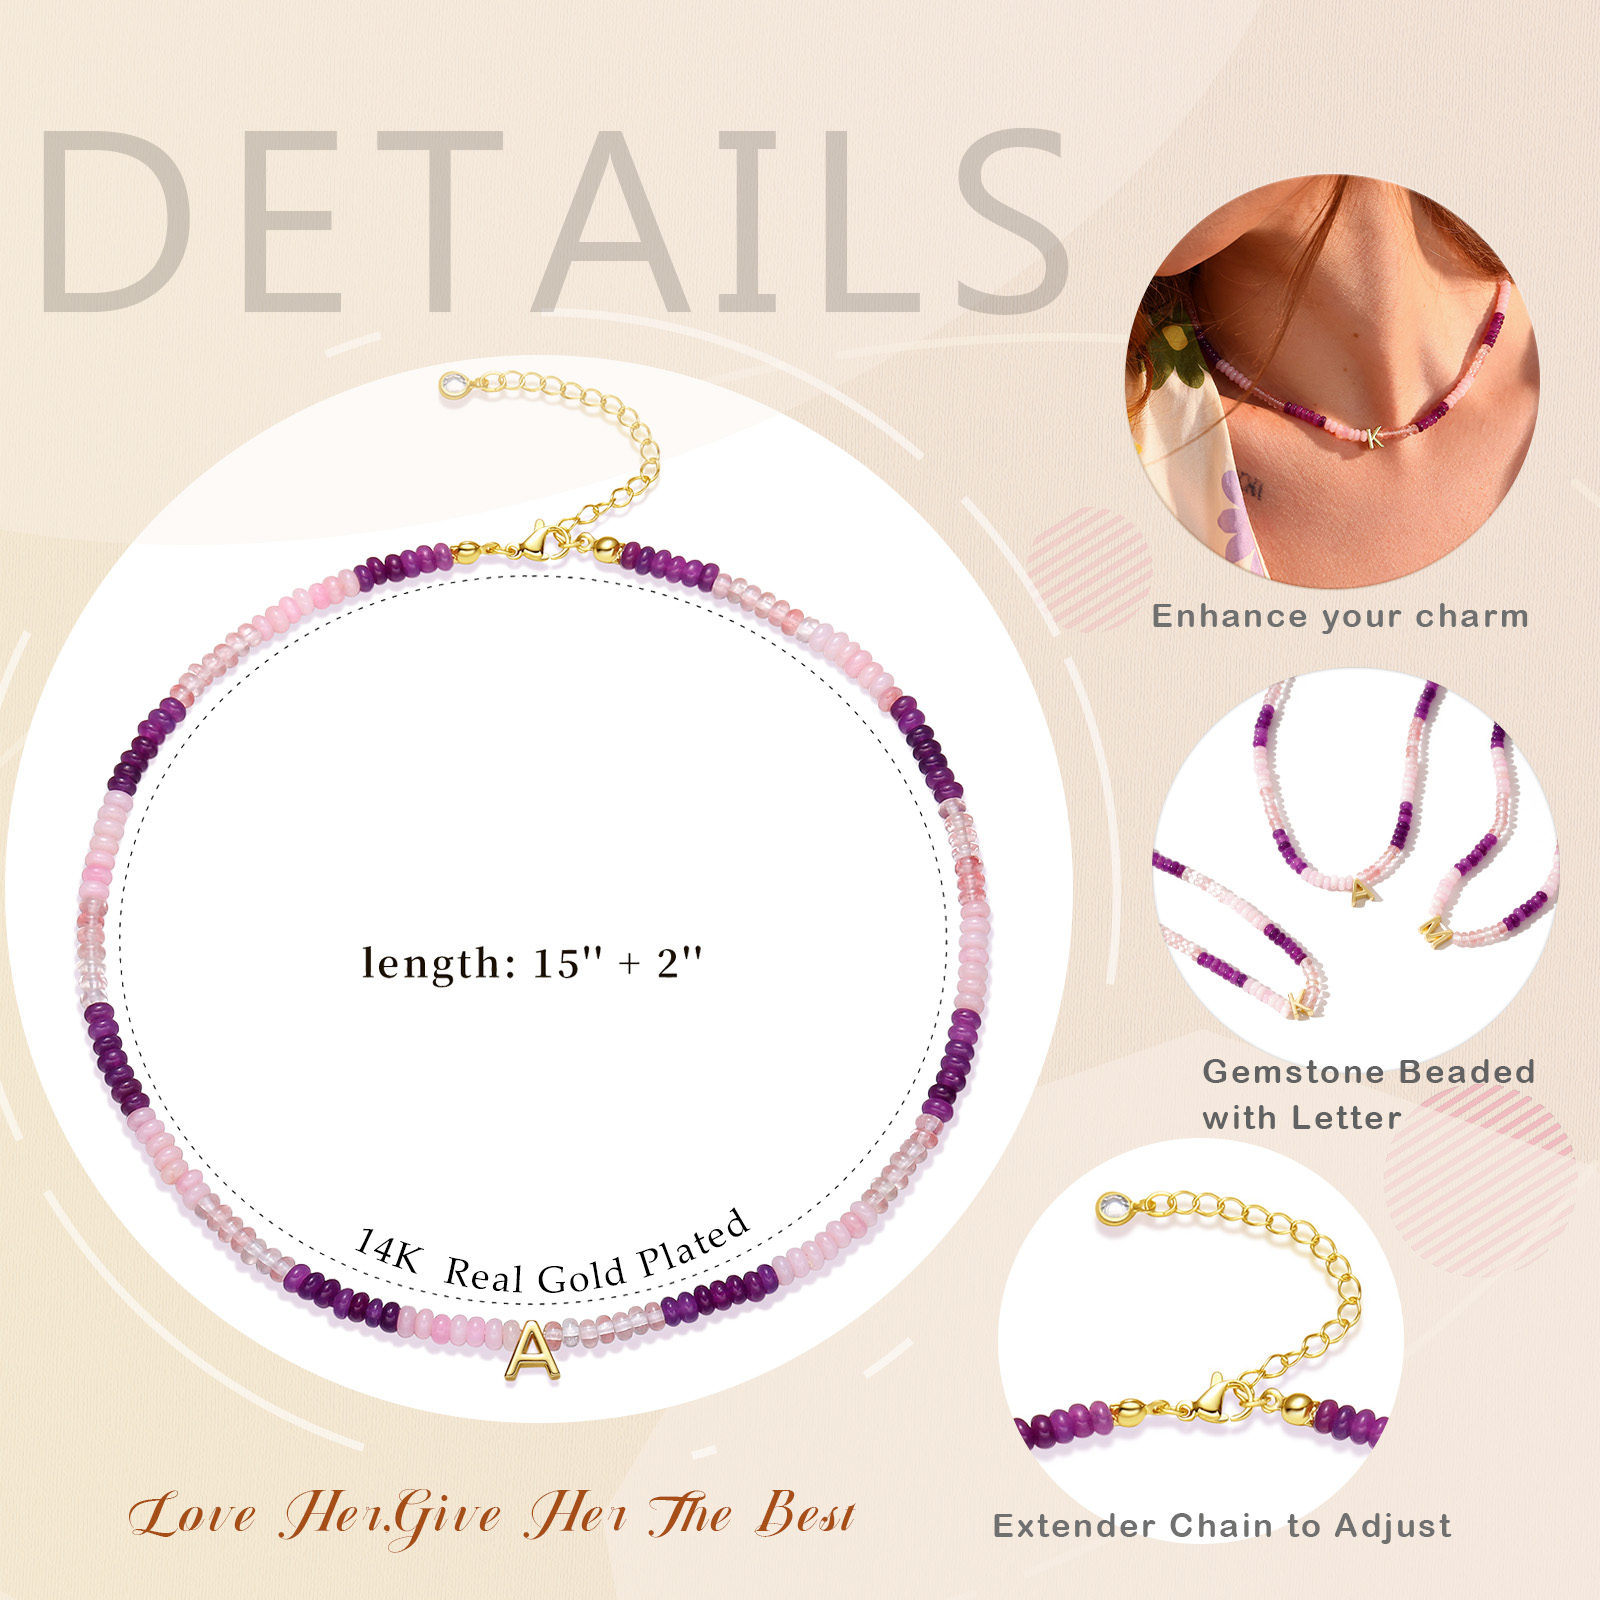 DETAILS
Enhance your charm
length: 15'' + 2''
Gemstone Beaded
with Letter
14K Real Gold Plated
A
K
A
M
K
Extender Chain to Adjust
Love Her.Give Her The Best